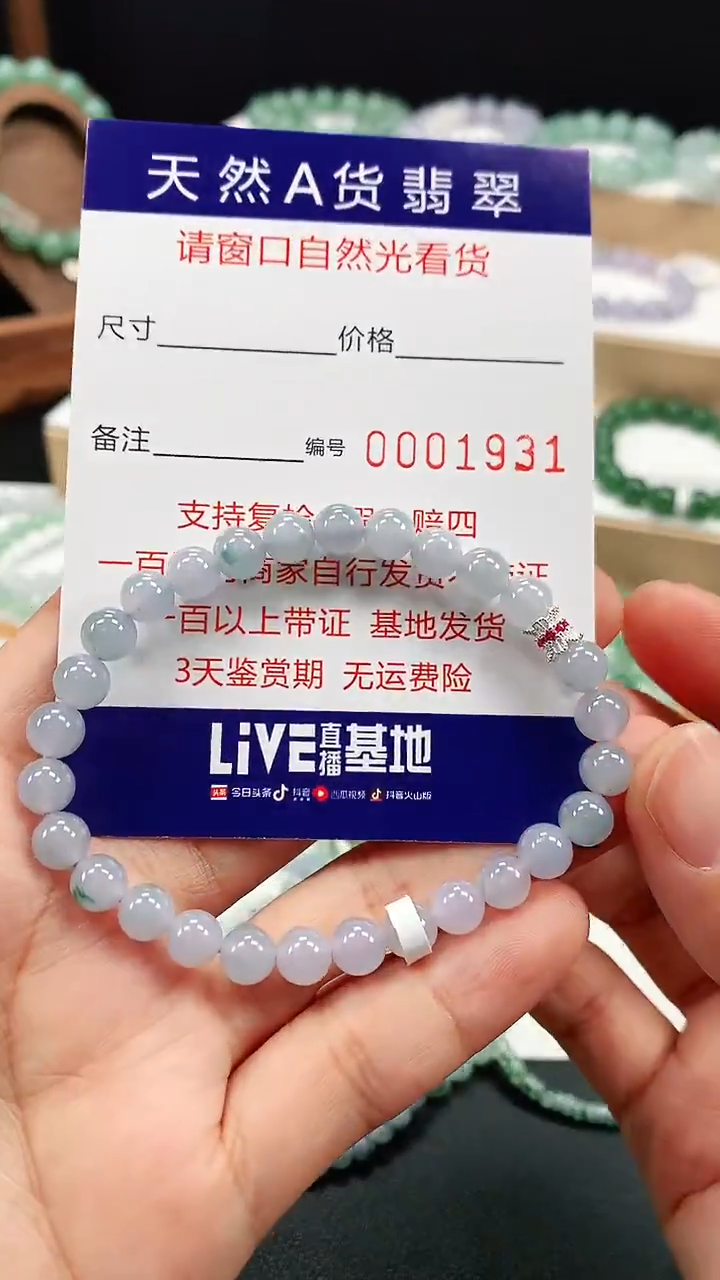 天然A货翡翠
请窗口自然光看货
尺寸 价格
备注 编号 0001931
支持复 赔四
一百 商家自行发货 证
百以上带证 基地发货
3天鉴赏期 无运费险
LiVE直播基地
头条 今日头条 抖音 西瓜视频 抖音火山版